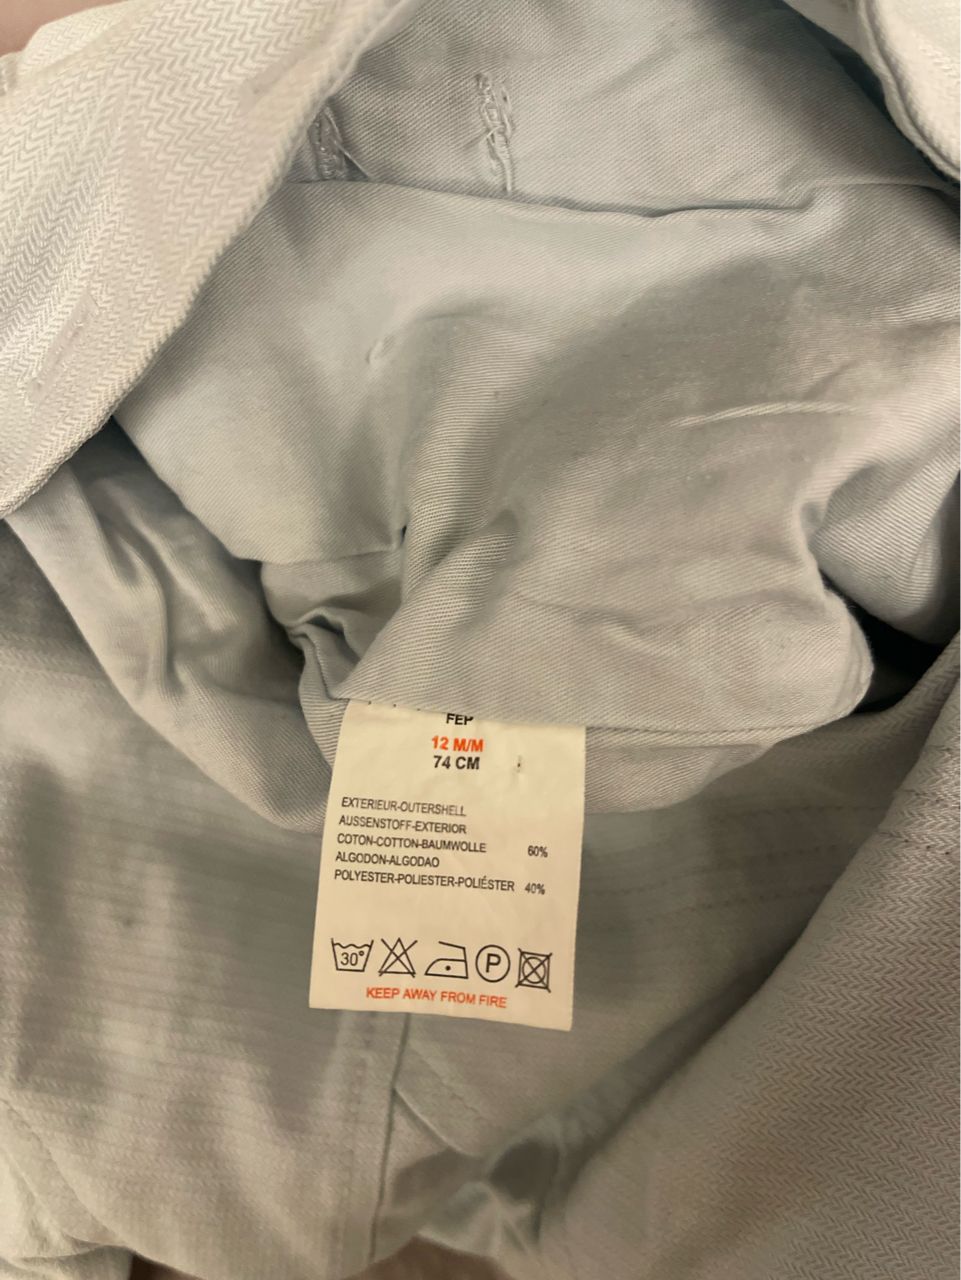 FEP
12 M/M
74 CM
EXTERIEUR-OUTERSHELL
AUSSENSTOFF-EXTERIOR
COTON-COTTON-BAUMWOLLE 60%
ALGODON-ALGODAO
POLYESTER-POLIESTER-POLIÉSTER 40%
30° P
KEEP AWAY FROM FIRE